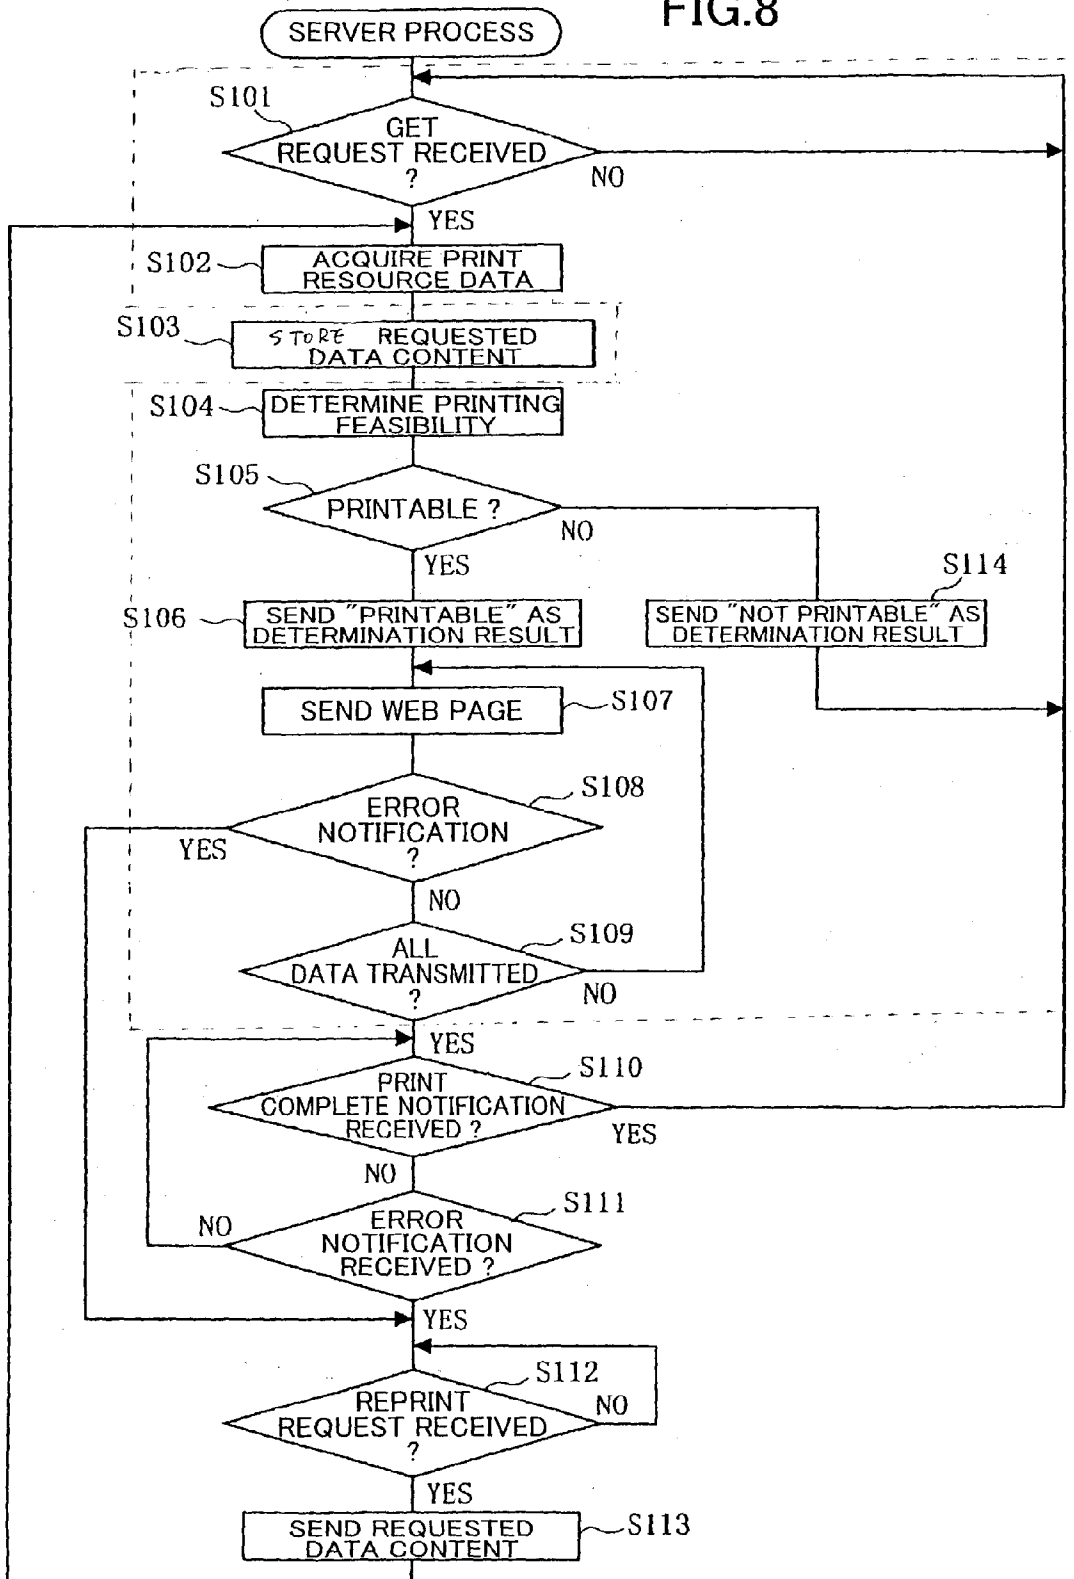 FIG.8
SERVER PROCESS
S101
GET
REQUEST RECEIVED
?
NO
YES
S102
ACQUIRE PRINT
RESOURCE DATA
S103
STORE REQUESTED
DATA CONTENT
S104
DETERMINE PRINTING
FEASIBILITY
S105
PRINTABLE ?
NO
YES
S114
S106
SEND "PRINTABLE" AS
DETERMINATION RESULT
SEND "NOT PRINTABLE" AS
DETERMINATION RESULT
SEND WEB PAGE
S107
S108
ERROR
NOTIFICATION
?
YES
NO
S109
ALL
DATA TRANSMITTED
?
NO
YES
S110
PRINT
COMPLETE NOTIFICATION
RECEIVED ?
YES
NO
S111
NO
ERROR
NOTIFICATION
RECEIVED ?
YES
S112
REPRINT
REQUEST RECEIVED
?
NO
YES
SEND REQUESTED
DATA CONTENT
S113